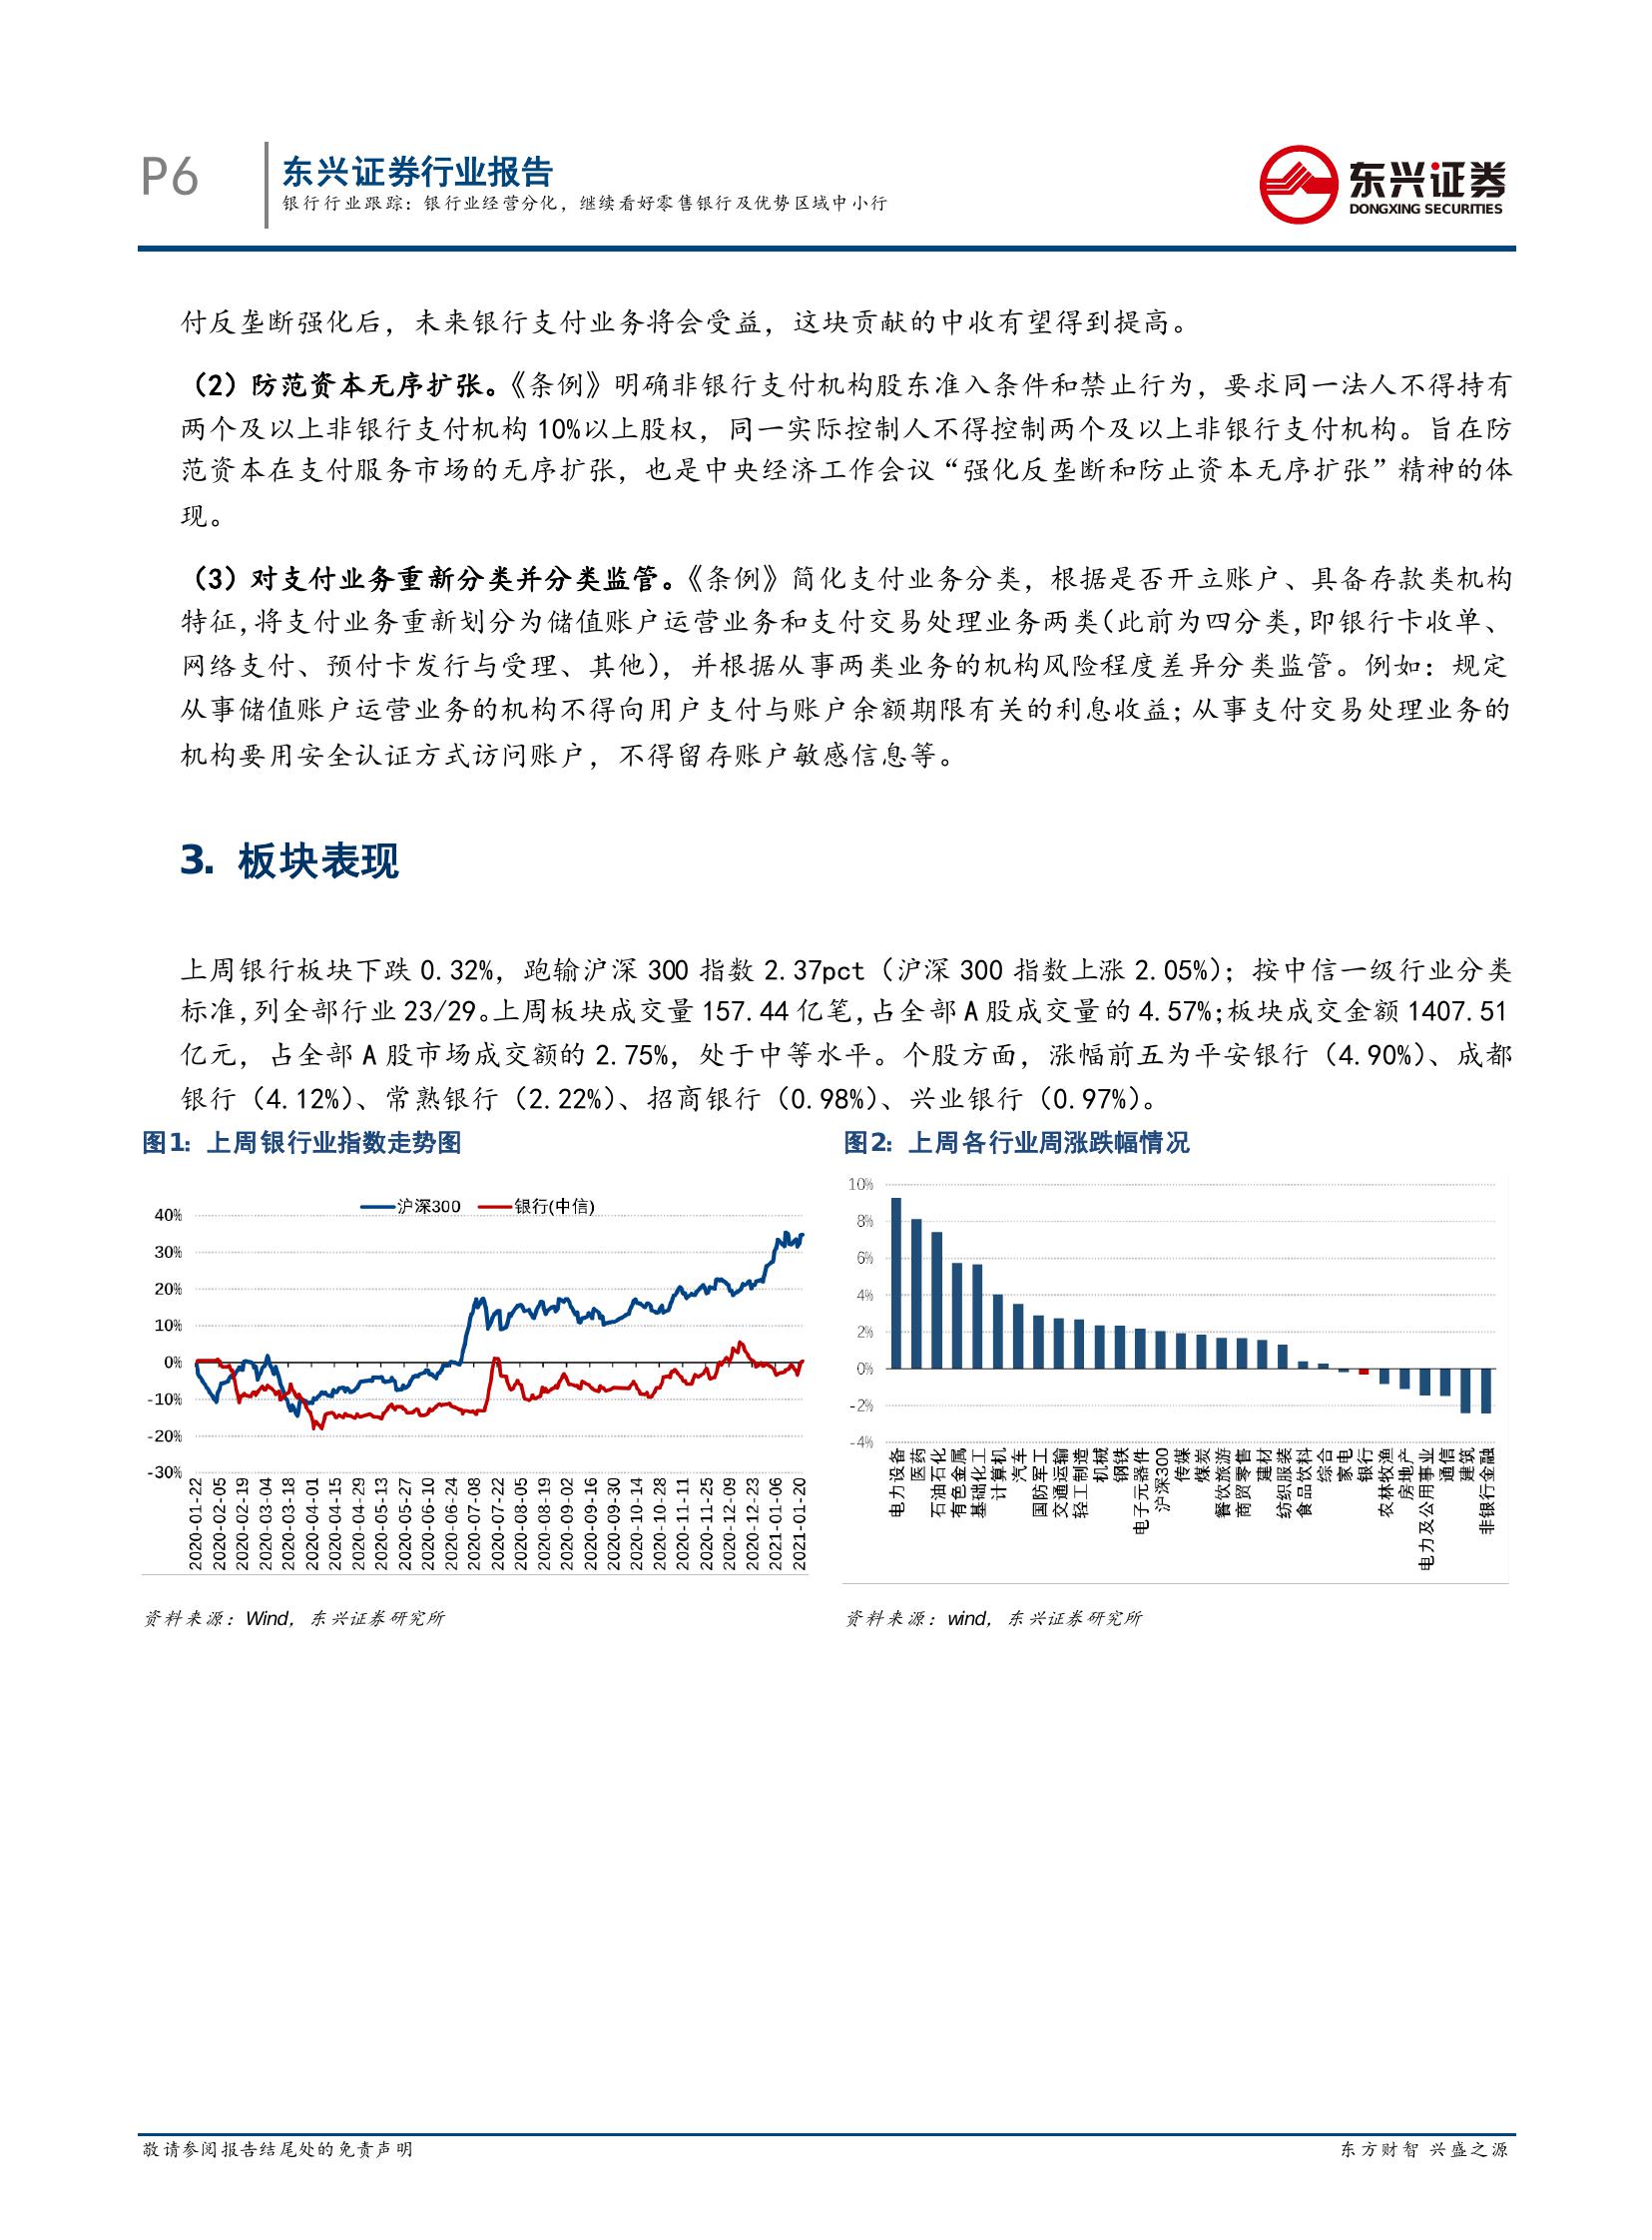 P6
东兴证券行业报告
银行行业跟踪：银行业经营分化，继续看好零售银行及优势区域中小行
东兴证券
DONGXING SECURITIES
付反垄断强化后，未来银行支付业务将会受益，这块贡献的中收有望得到提高。
（2）防范资本无序扩张。《条例》明确非银行支付机构股东准入条件和禁止行为，要求同一法人不得持有
两个及以上非银行支付机构 10%以上股权，同一实际控制人不得控制两个及以上非银行支付机构。旨在防
范资本在支付服务市场的无序扩张，也是中央经济工作会议“强化反垄断和防止资本无序扩张”精神的体
现。
（3）对支付业务重新分类并分类监管。《条例》简化支付业务分类，根据是否开立账户、具备存款类机构
特征，将支付业务重新划分为储值账户运营业务和支付交易处理业务两类（此前为四分类，即银行卡收单、
网络支付、预付卡发行与受理、其他），并根据从事两类业务的机构风险程度差异分类监管。例如：规定
从事储值账户运营业务的机构不得向用户支付与账户余额期限有关的利息收益；从事支付交易处理业务的
机构要用安全认证方式访问账户，不得留存账户敏感信息等。
3. 板块表现
上周银行板块下跌 0.32%，跑输沪深 300 指数 2.37pct（沪深 300 指数上涨 2.05%）；按中信一级行业分类
标准，列全部行业 23/29。上周板块成交量 157.44 亿笔，占全部 A 股成交量的 4.57%；板块成交金额 1407.51
亿元，占全部 A 股市场成交额的 2.75%，处于中等水平。个股方面，涨幅前五为平安银行（4.90%）、成都
银行（4.12%）、常熟银行（2.22%）、招商银行（0.98%）、兴业银行（0.97%）。
图1：上周银行业指数走势图
沪深300 银行(中信)
40%
30%
20%
10%
0%
-10%
-20%
-30%
2020-01-22
2020-02-05
2020-02-19
2020-03-04
2020-03-18
2020-04-01
2020-04-15
2020-04-29
2020-05-13
2020-05-27
2020-06-10
2020-06-24
2020-07-08
2020-07-22
2020-08-05
2020-08-19
2020-09-02
2020-09-16
2020-09-30
2020-10-14
2020-10-28
2020-11-11
2020-11-25
2020-12-09
2020-12-23
2021-01-06
2021-01-20
资料来源：Wind，东兴证券研究所
图2：上周各行业周涨跌幅情况
10%
8%
6%
4%
2%
0%
-2%
-4%
电力设备
医药
石油石化
有色金属
基础化工
计算机
汽车
国防军工
交通运输
轻工制造
机械
钢铁
电子元器件
沪深300
传媒
煤炭
餐饮旅游
商贸零售
建材
纺织服装
食品饮料
综合
家电
银行
农林牧渔
房地产
电力及公用事业
通信
建筑
非银行金融
资料来源：wind，东兴证券研究所
敬请参阅报告结尾处的免责声明
东方财智 兴盛之源